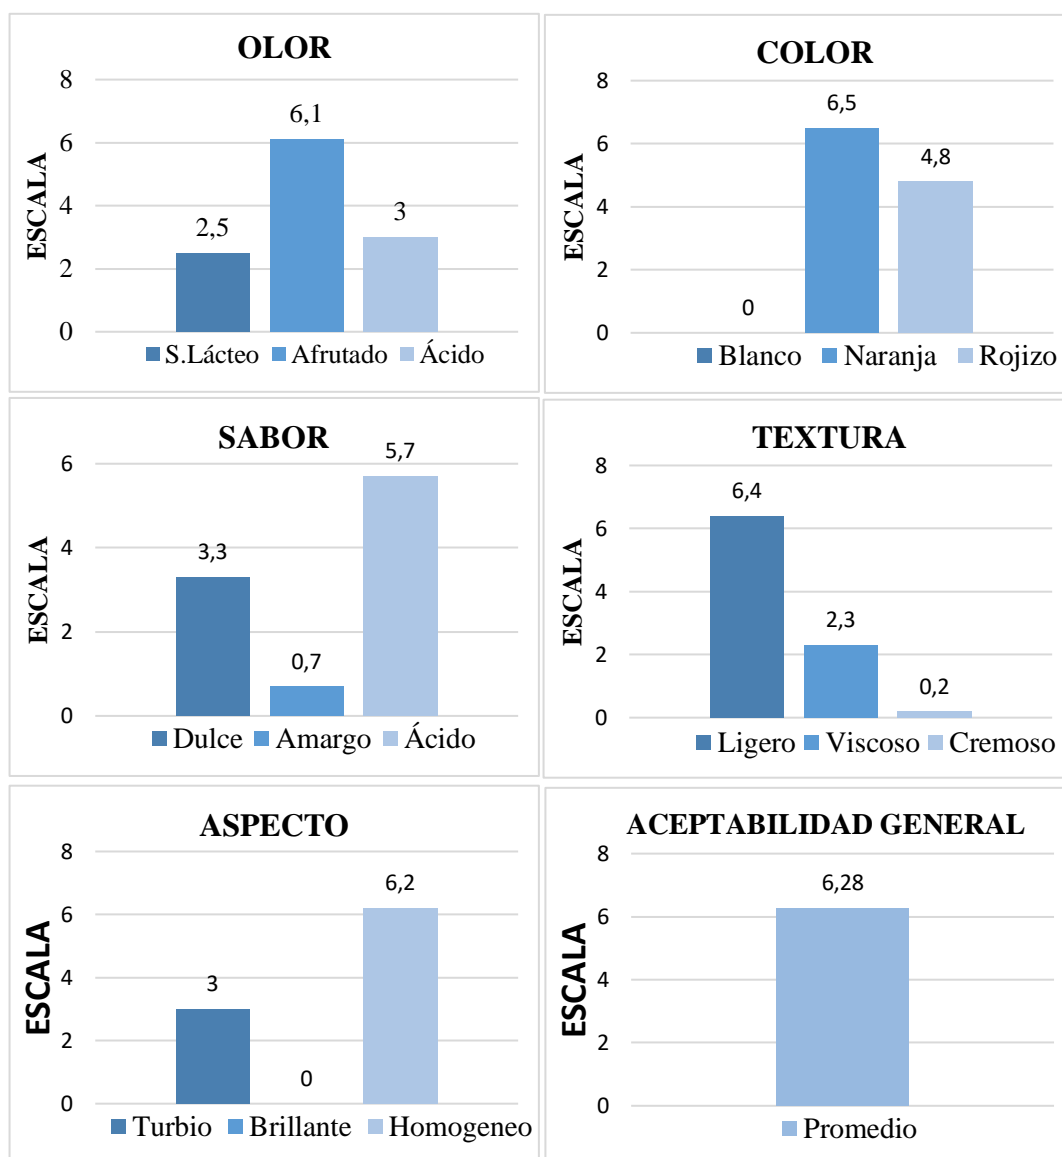 OLOR
8
6
4
2
0
ESCALA
2,5
6,1
3
S.Lácteo Afrutado Ácido
COLOR
8
6
4
2
0
ESCALA
0
6,5
4,8
Blanco Naranja Rojizo
SABOR
6
4
2
0
ESCALA
3,3
0,7
5,7
Dulce Amargo Ácido
TEXTURA
8
6
4
2
0
ESCALA
6,4
2,3
0,2
Ligero Viscoso Cremoso
ASPECTO
8
6
4
2
0
ESCALA
3
0
6,2
Turbio Brillante Homogeneo
ACEPTABILIDAD GENERAL
8
6
4
2
0
ESCALA
6,28
Promedio